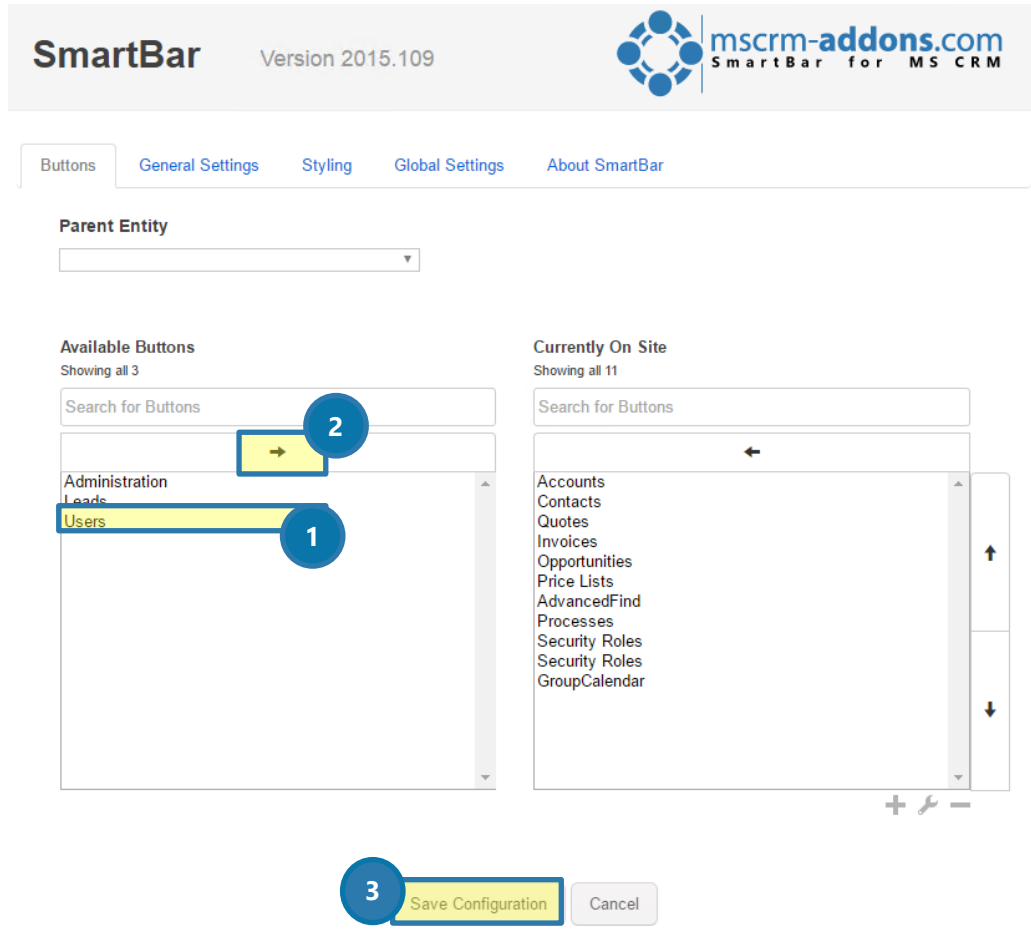 SmartBar Version 2015.109
mscrm-addons.com
SmartBar for MS CRM
Buttons General Settings Styling Global Settings About SmartBar
Parent Entity
Available Buttons
Showing all 3
Search for Buttons
2
Administration
Leads
Users
1
Currently On Site
Showing all 11
Search for Buttons
Accounts
Contacts
Quotes
Invoices
Opportunities
Price Lists
AdvancedFind
Processes
Security Roles
Security Roles
GroupCalendar
3
Save Configuration Cancel